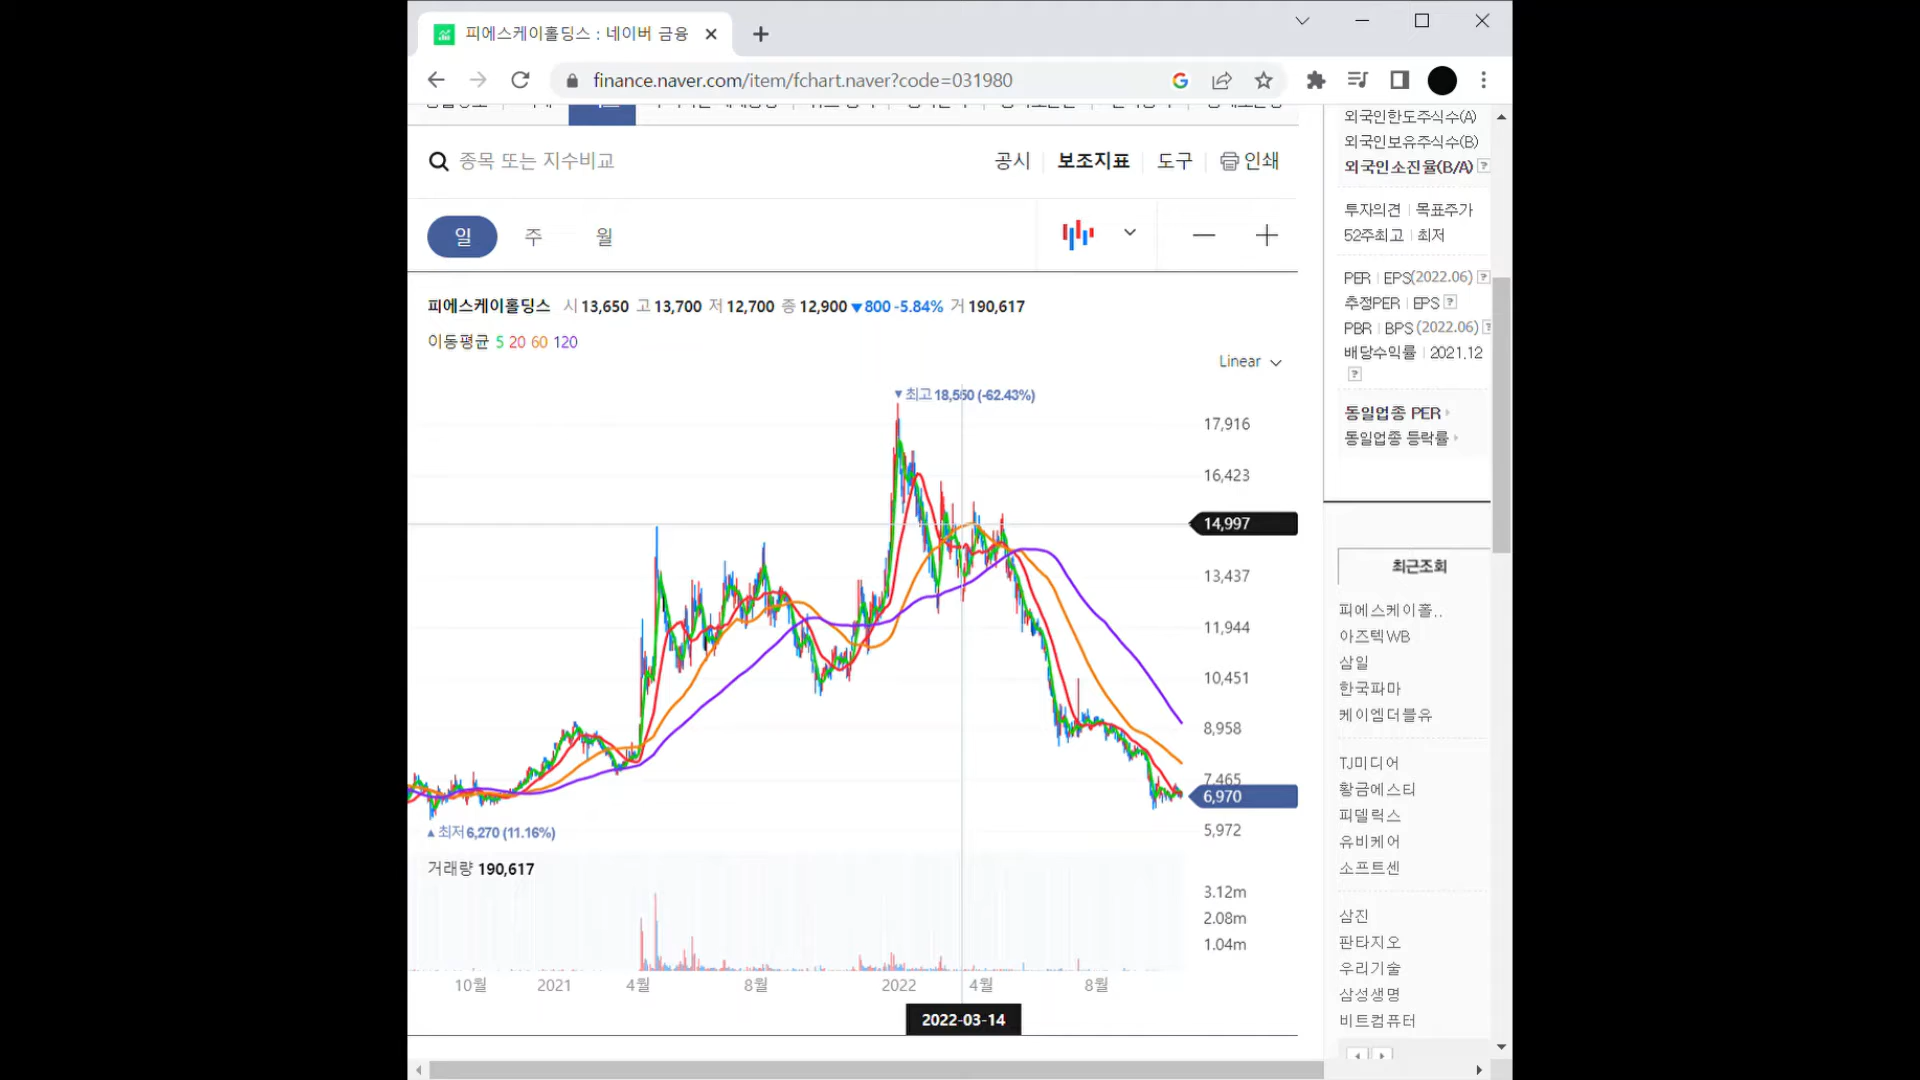 피에스케이홀딩스 : 네이버 금융
finance.naver.com/item/fchart.naver?code=031980
종목 또는 지수비교
공시 보조지표 도구 인쇄
일 주 월
피에스케이홀딩스 시 13,650 고 13,700 저 12,700 종 12,900 ▼800 -5.84% 거 190,617
이동평균 5 20 60 120
Linear
▼최고 18,550 (-62.43%)
17,916
16,423
14,997
13,437
11,944
10,451
8,958
7,465
6,970
5,972
▲최저 6,270 (11.16%)
거래량 190,617
3.12m
2.08m
1.04m
10월 2021 4월 8월 2022 4월 8월
2022-03-14
외국인한도주식수(A)
외국인보유주식수(B)
외국인소진율(B/A) ?
투자의견 | 목표주가
52주최고 | 최저
PER | EPS(2022.06) ?
추정PER | EPS ?
PBR | BPS (2022.06) ?
배당수익률 | 2021.12
?
동일업종 PER
동일업종 등락률
최근조회
피에스케이홀..
아즈텍WB
삼일
한국파마
케이엠더블유
TJ미디어
황금에스티
피델릭스
유비케어
소프트센
삼진
판타지오
우리기술
삼성생명
비트컴퓨터